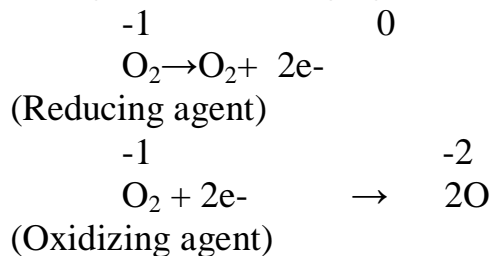 -1 0
O₂→O₂+ 2e-
(Reducing agent)
-1 -2
O₂ + 2e- → 2O
(Oxidizing agent)